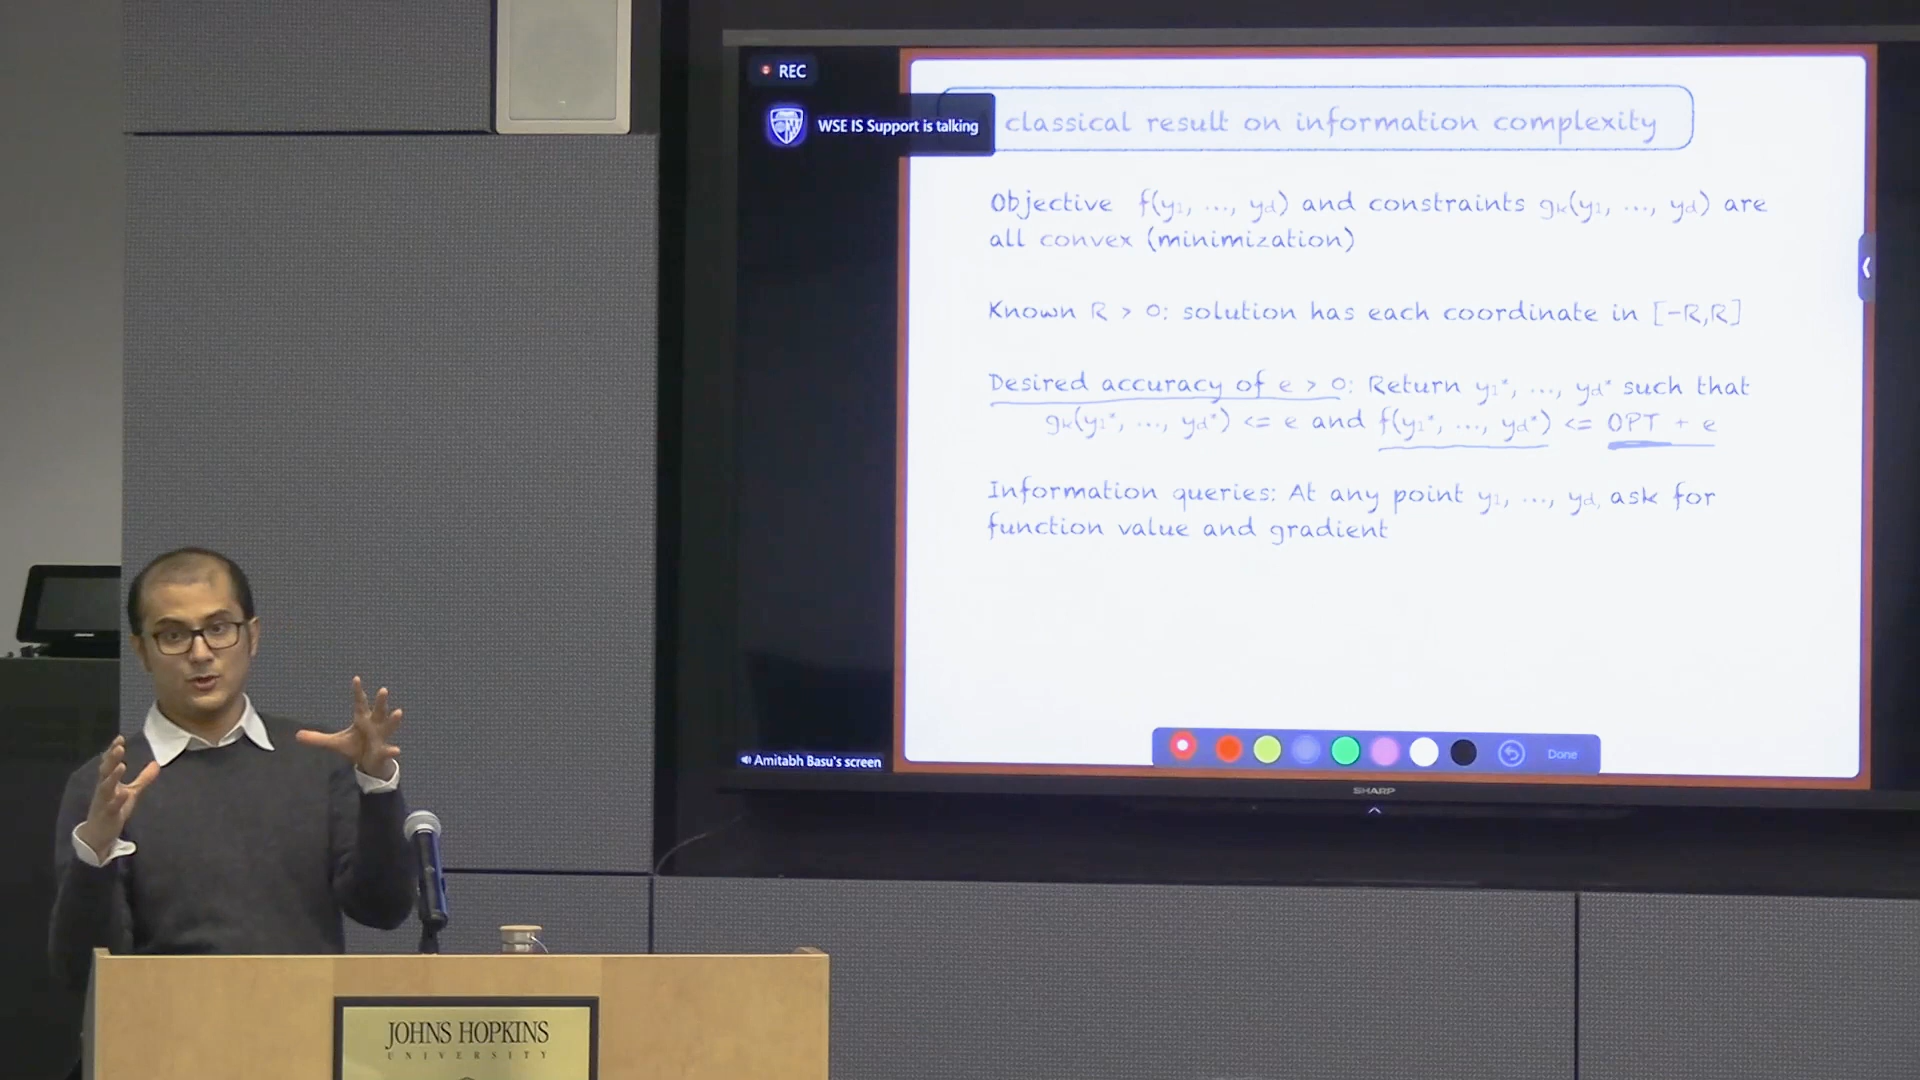 REC
WSE IS Support is talking
classical result on information complexity
Objective f(y1, ..., yd) and constraints gk(y1, ..., yd) are
all convex (minimization)
Known R > 0: solution has each coordinate in [-R,R]
Desired accuracy of e > 0: Return y1*, ..., yd* such that
gk(y1*, ..., yd*) <= e and f(y1*, ..., yd*) <= OPT + e
Information queries: At any point y1, ..., yd, ask for
function value and gradient
Done
Amitabh Basu's screen
SHARP
JOHNS HOPKINS
UNIVERSITY